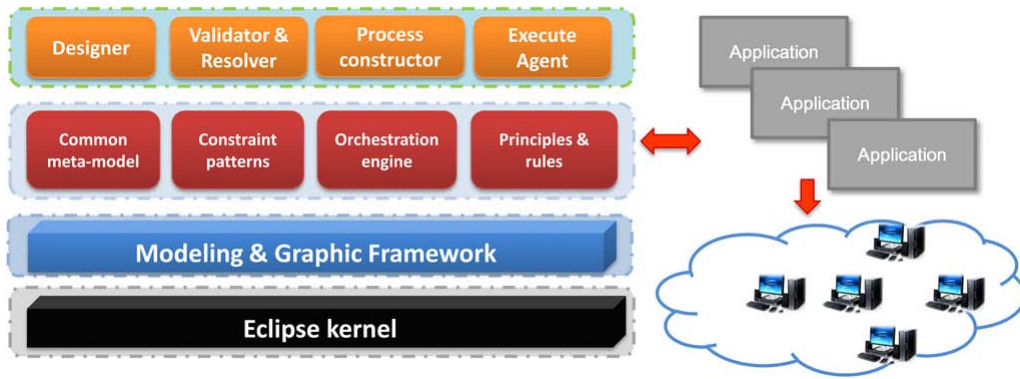 Designer
Validator &
Resolver
Process
constructor
Execute
Agent
Common
meta-model
Constraint
patterns
Orchestration
engine
Principles &
rules
Modeling & Graphic Framework
Eclipse kernel
Application
Application
Application